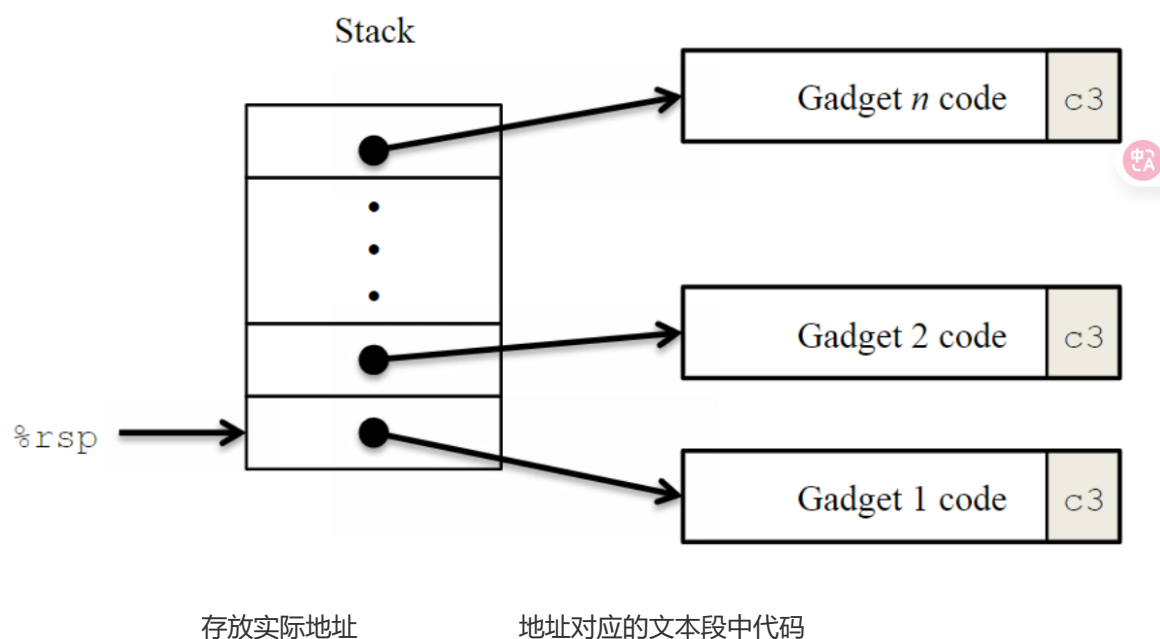 Stack
Gadget n code c3
Gadget 2 code c3
%rsp
Gadget 1 code c3
存放实际地址 地址对应的文本段中代码
中 A